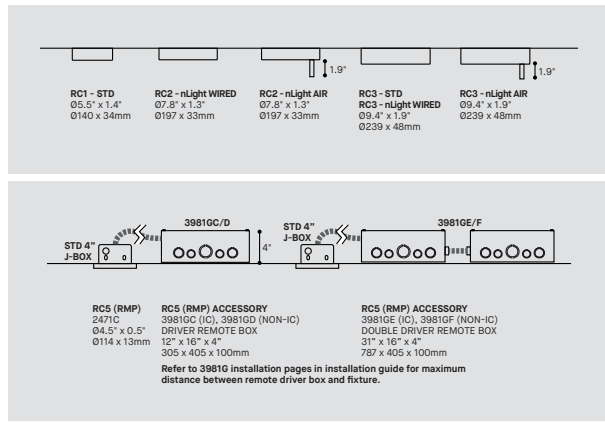 1.9"
1.9"
RC1 - STD
Ø5.5" x 1.4"
Ø140 x 34mm
RC2 - nLight WIRED
Ø7.8" x 1.3"
Ø197 x 33mm
RC2 - nLight AIR
Ø7.8" x 1.3"
Ø197 x 33mm
RC3 - STD
RC3 - nLight WIRED
Ø9.4" x 1.9"
Ø239 x 48mm
RC3 - nLight AIR
Ø9.4" x 1.9"
Ø239 x 48mm
STD 4”
J-BOX
3981GC/D
4"
STD 4”
J-BOX
3981GE/F
RC5 (RMP)
2471C
Ø4.5" x 0.5"
Ø114 x 13mm
RC5 (RMP) ACCESSORY
3981GC (IC), 3981GD (NON-IC)
DRIVER REMOTE BOX
12” x 16” x 4”
305 x 405 x 100mm
Refer to 3981G installation pages in installation guide for maximum
distance between remote driver box and fixture.
RC5 (RMP) ACCESSORY
3981GE (IC), 3981GF (NON-IC)
DOUBLE DRIVER REMOTE BOX
31” x 16” x 4”
787 x 405 x 100mm